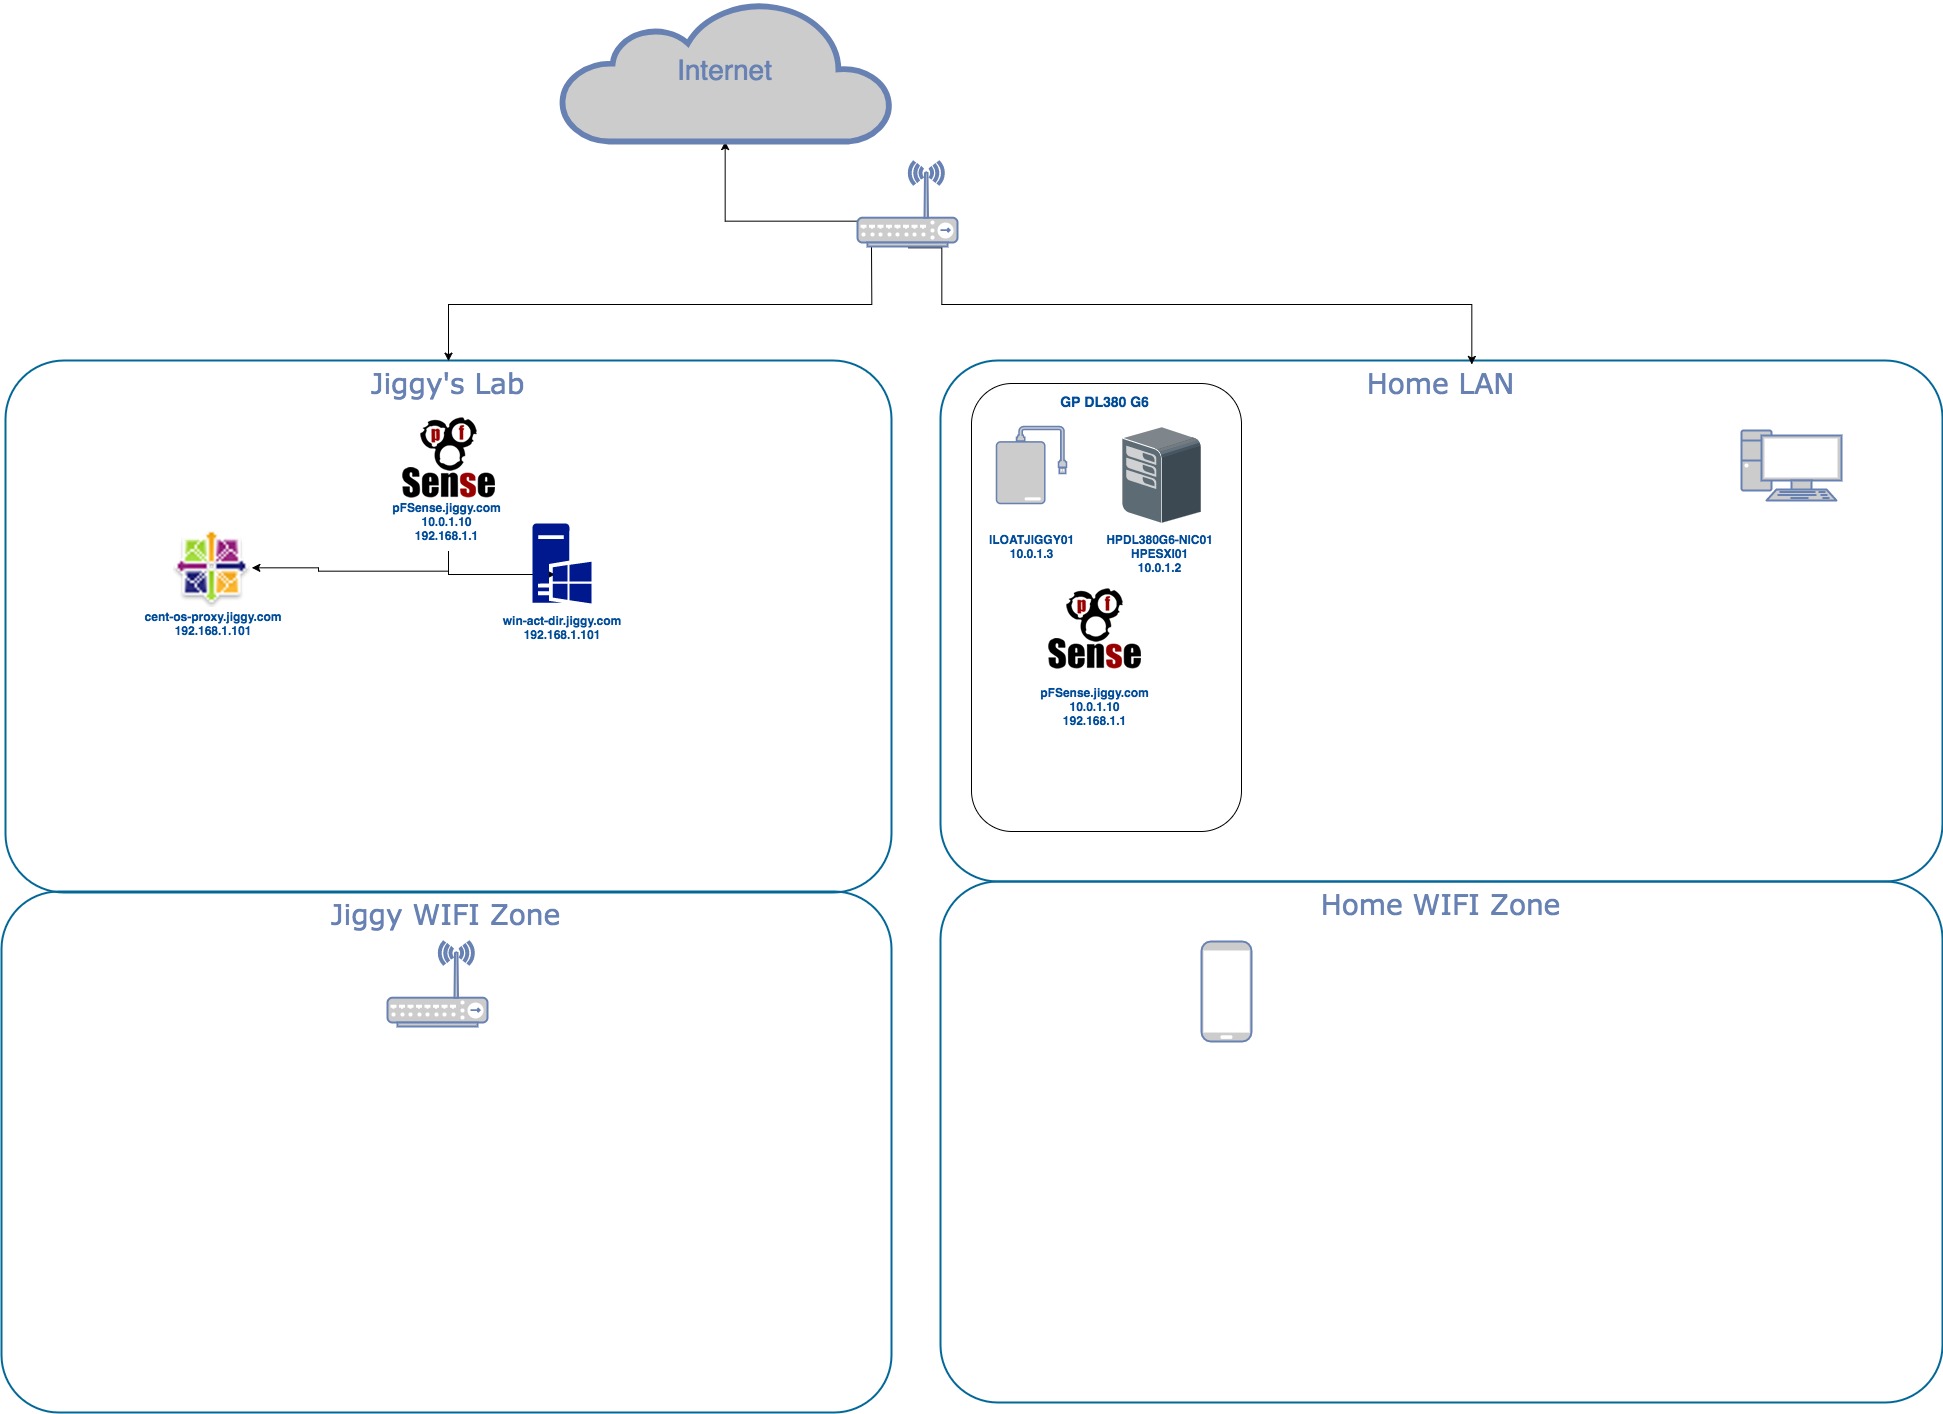 Internet
Jiggy's Lab
pf
Sense
pFSense.jiggy.com
10.0.1.10
192.168.1.1
cent-os-proxy.jiggy.com
192.168.1.101
win-act-dir.jiggy.com
192.168.1.101
Home LAN
GP DL380 G6
ILOATJIGGY01
10.0.1.3
HPDL380G6-NIC01
HPESXI01
10.0.1.2
pf
Sense
pFSense.jiggy.com
10.0.1.10
192.168.1.1
Jiggy WIFI Zone
Home WIFI Zone